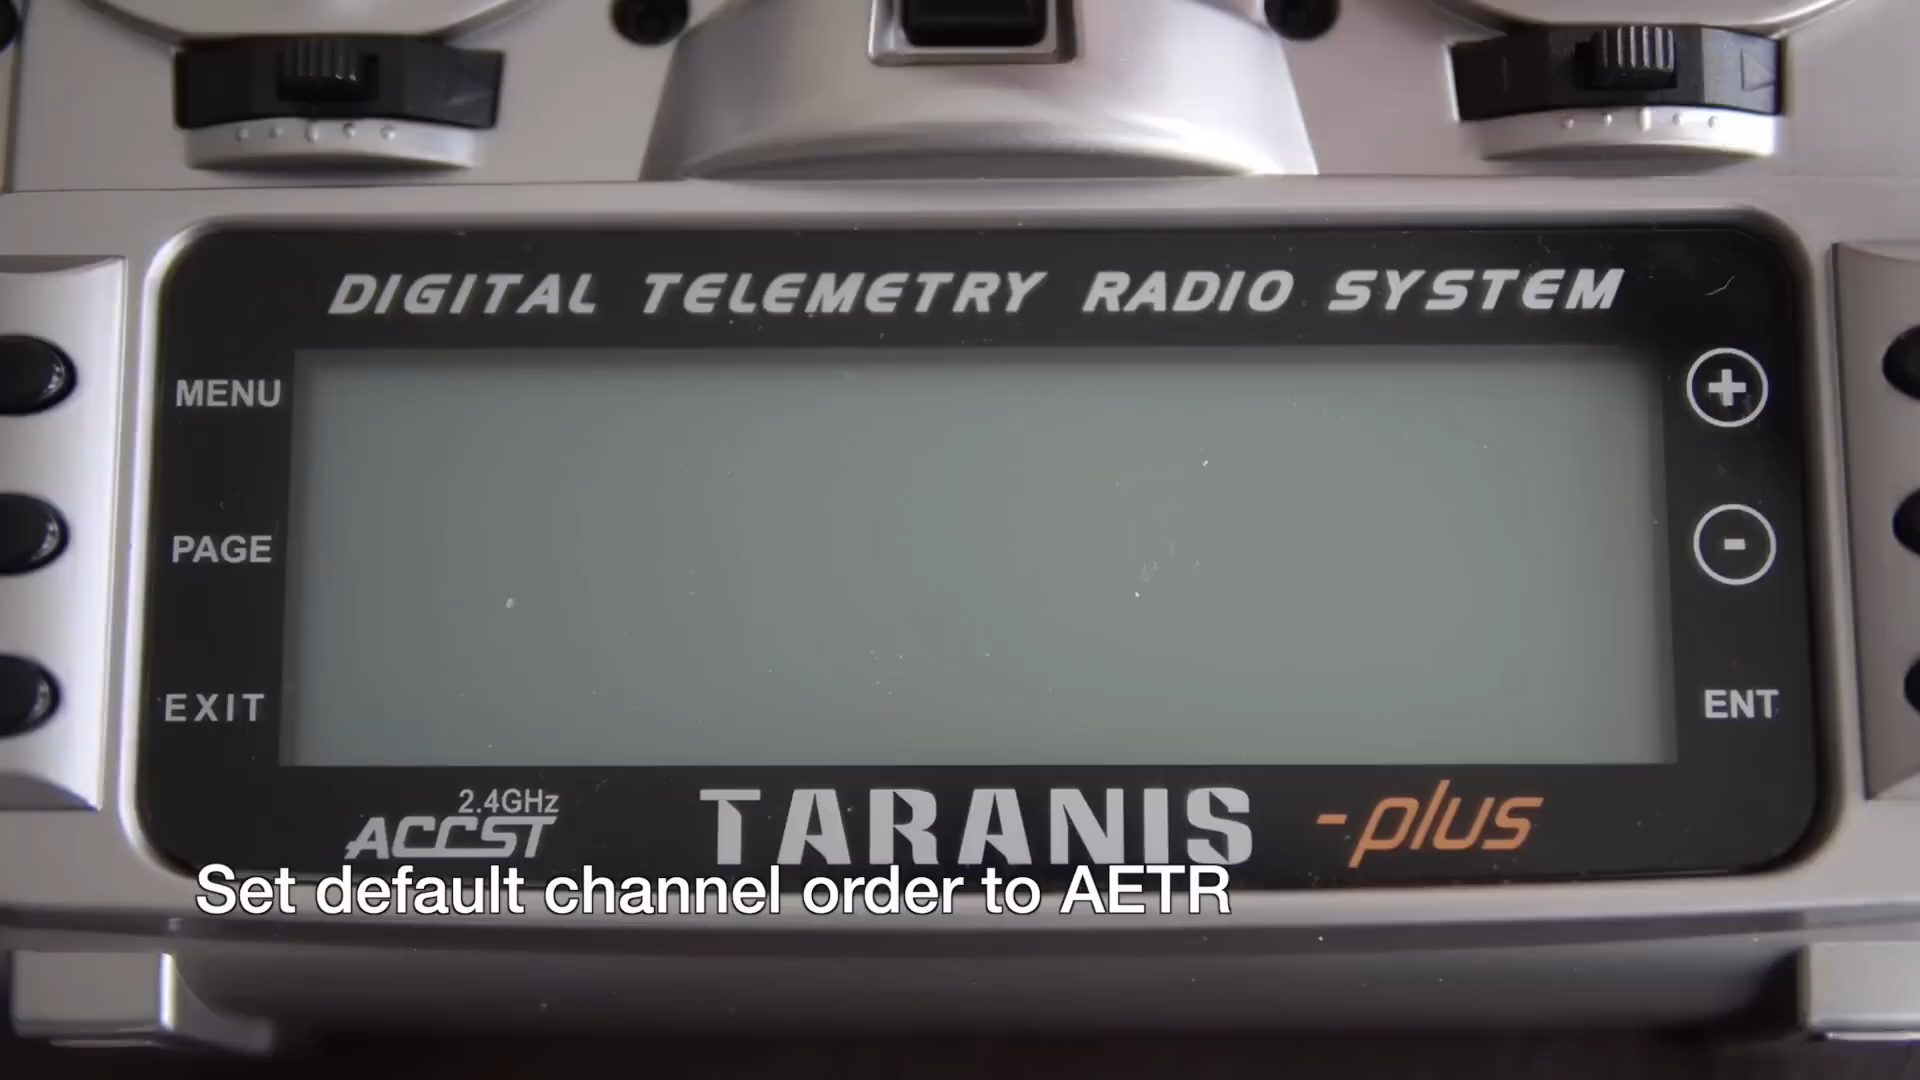 DIGITAL TELEMETRY RADIO SYSTEM
MENU
+
PAGE
-
EXIT
ENT
2.4GHz
ACCST
TARANIS -plus
Set default channel order to AETR